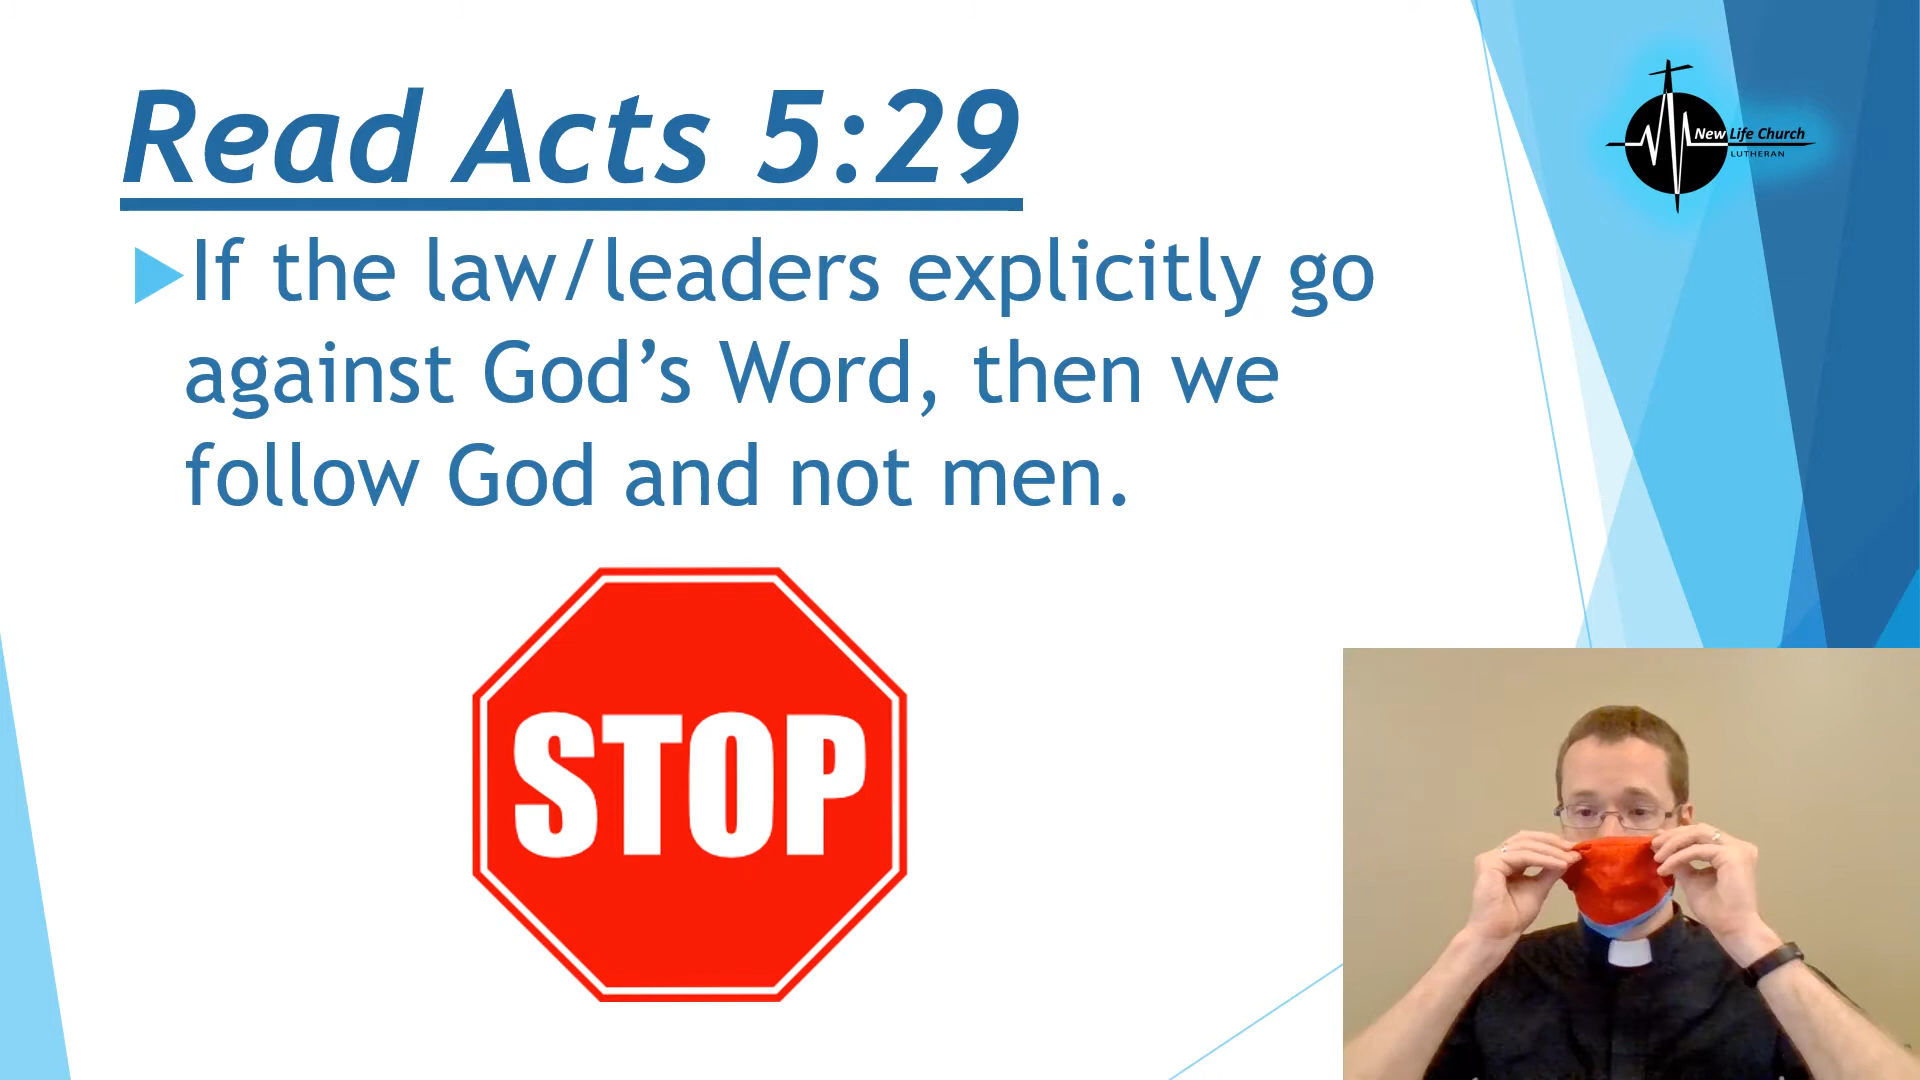 Read Acts 5:29
New Life Church
LUTHERAN
If the law/leaders explicitly go
against God’s Word, then we
follow God and not men.
STOP